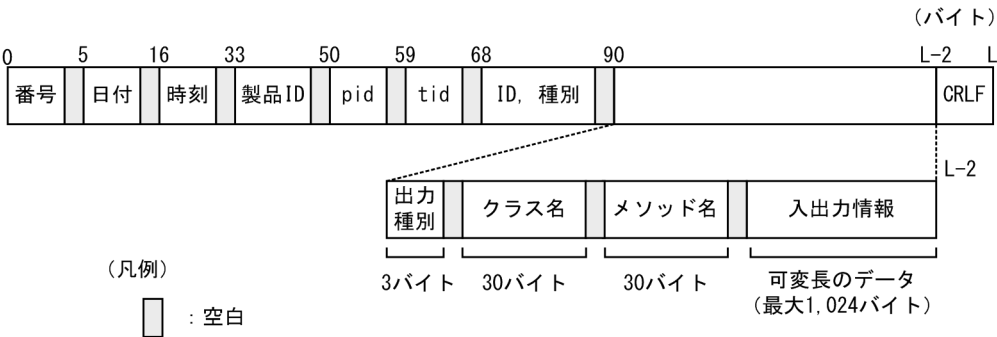 (バイト)
0 5 16 33 50 59 68 90 L-2 L
番号 日付 時刻 製品ID pid tid ID, 種別 CRLF
L-2
出力
種別
クラス名 メソッド名 入出力情報
3バイト 30バイト 30バイト 可変長のデータ
(最大1,024バイト)
(凡例)
:空白